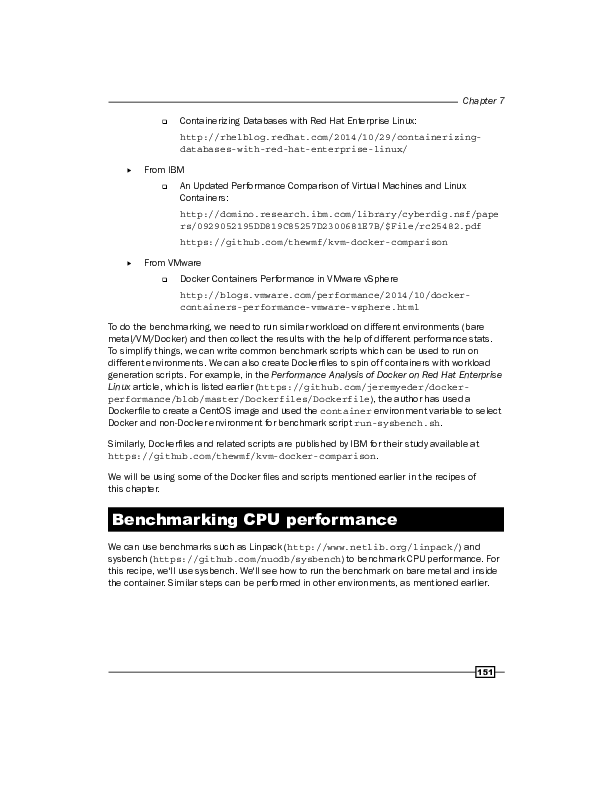 Chapter 7
❑ Containerizing Databases with Red Hat Enterprise Linux:
http://rhelblog.redhat.com/2014/10/29/containerizing-
databases-with-red-hat-enterprise-linux/
▸ From IBM
❑ An Updated Performance Comparison of Virtual Machines and Linux
Containers:
http://domino.research.ibm.com/library/cyberdig.nsf/pape
rs/0929052195DD819C85257D2300681E7B/$File/rc25482.pdf
https://github.com/thewmf/kvm-docker-comparison
▸ From VMware
❑ Docker Containers Performance in VMware vSphere
http://blogs.vmware.com/performance/2014/10/docker-
containers-performance-vmware-vsphere.html
To do the benchmarking, we need to run similar workload on different environments (bare
metal/VM/Docker) and then collect the results with the help of different performance stats.
To simplify things, we can write common benchmark scripts which can be used to run on
different environments. We can also create Dockerfiles to spin off containers with workload
generation scripts. For example, in the Performance Analysis of Docker on Red Hat Enterprise
Linux article, which is listed earlier (https://github.com/jeremyeder/docker-
performance/blob/master/Dockerfiles/Dockerfile), the author has used a
Dockerfile to create a CentOS image and used the container environment variable to select
Docker and non-Docker environment for benchmark script run-sysbench.sh.
Similarly, Dockerfiles and related scripts are published by IBM for their study available at
https://github.com/thewmf/kvm-docker-comparison.
We will be using some of the Docker files and scripts mentioned earlier in the recipes of
this chapter.
Benchmarking CPU performance
We can use benchmarks such as Linpack (http://www.netlib.org/linpack/) and
sysbench (https://github.com/nuodb/sysbench) to benchmark CPU performance. For
this recipe, we'll use sysbench. We'll see how to run the benchmark on bare metal and inside
the container. Similar steps can be performed in other environments, as mentioned earlier.
151